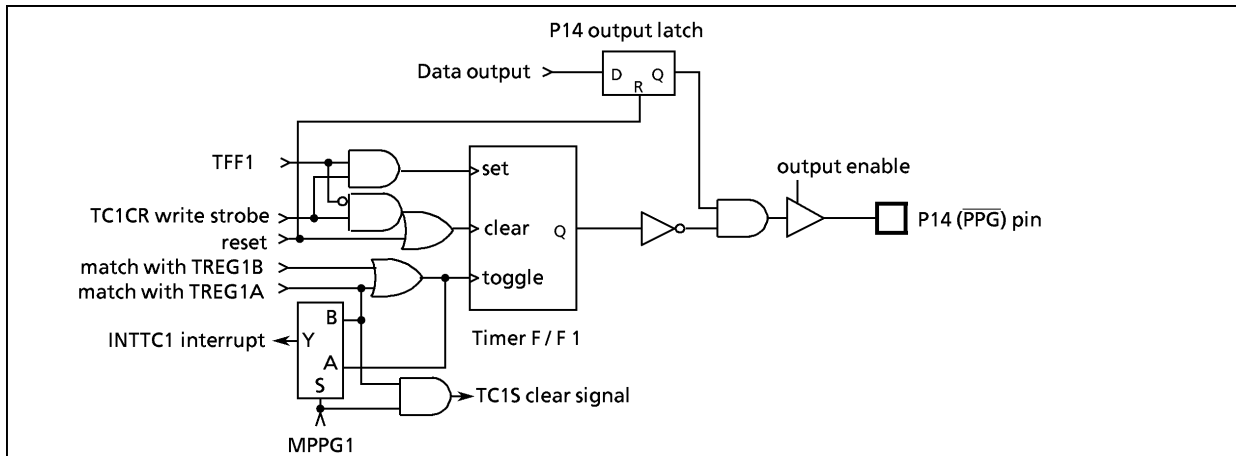 P14 output latch
Data output
D Q
R
TFF1
set
output enable
TC1CR write strobe
clear
Q
P14 (PPG) pin
reset
match with TREG1B
toggle
match with TREG1A
B
INTTC1 interrupt
Y
Timer F / F 1
A
S
TC1S clear signal
MPPG1